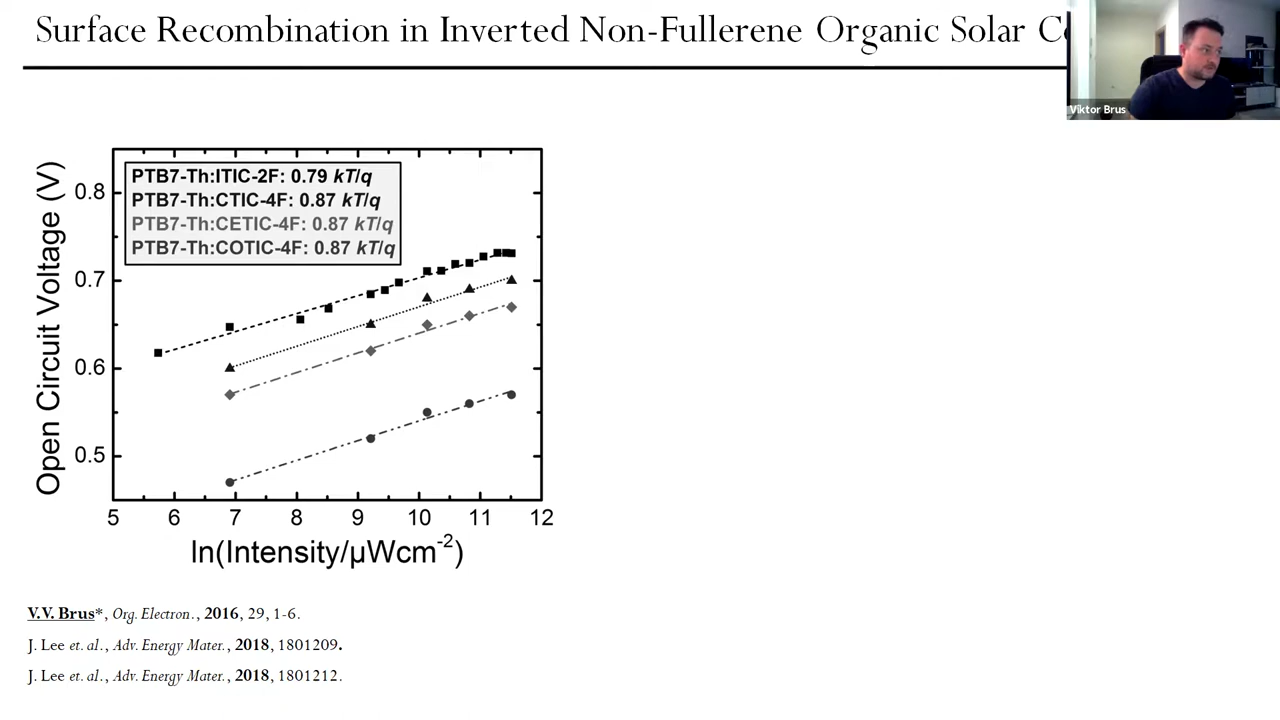 Surface Recombination in Inverted Non-Fullerene Organic Solar
Viktor Brus
PTB7-Th:ITIC-2F: 0.79 kT/q
PTB7-Th:CTIC-4F: 0.87 kT/q
PTB7-Th:CETIC-4F: 0.87 kT/q
PTB7-Th:COTIC-4F: 0.87 kT/q
Open Circuit Voltage (V)
0.8
0.7
0.6
0.5
5 6 7 8 9 10 11 12
ln(Intensity/μWcm⁻²)
V.V. Brus*, Org. Electron., 2016, 29, 1-6.
J. Lee et. al., Adv. Energy Mater., 2018, 1801209.
J. Lee et. al., Adv. Energy Mater., 2018, 1801212.